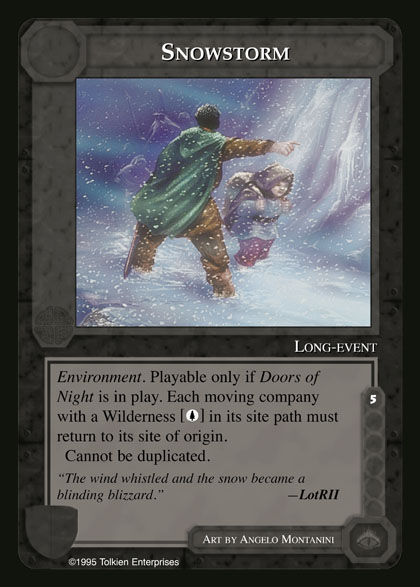 SNOWSTORM
LONG-EVENT
Environment. Playable only if Doors of
Night is in play. Each moving company
with a Wilderness [ ] in its site path must
return to its site of origin.
Cannot be duplicated.
5
“The wind whistled and the snow became a
blinding blizzard.” —LotRII
ART BY ANGELO MONTANINI
©1995 Tolkien Enterprises